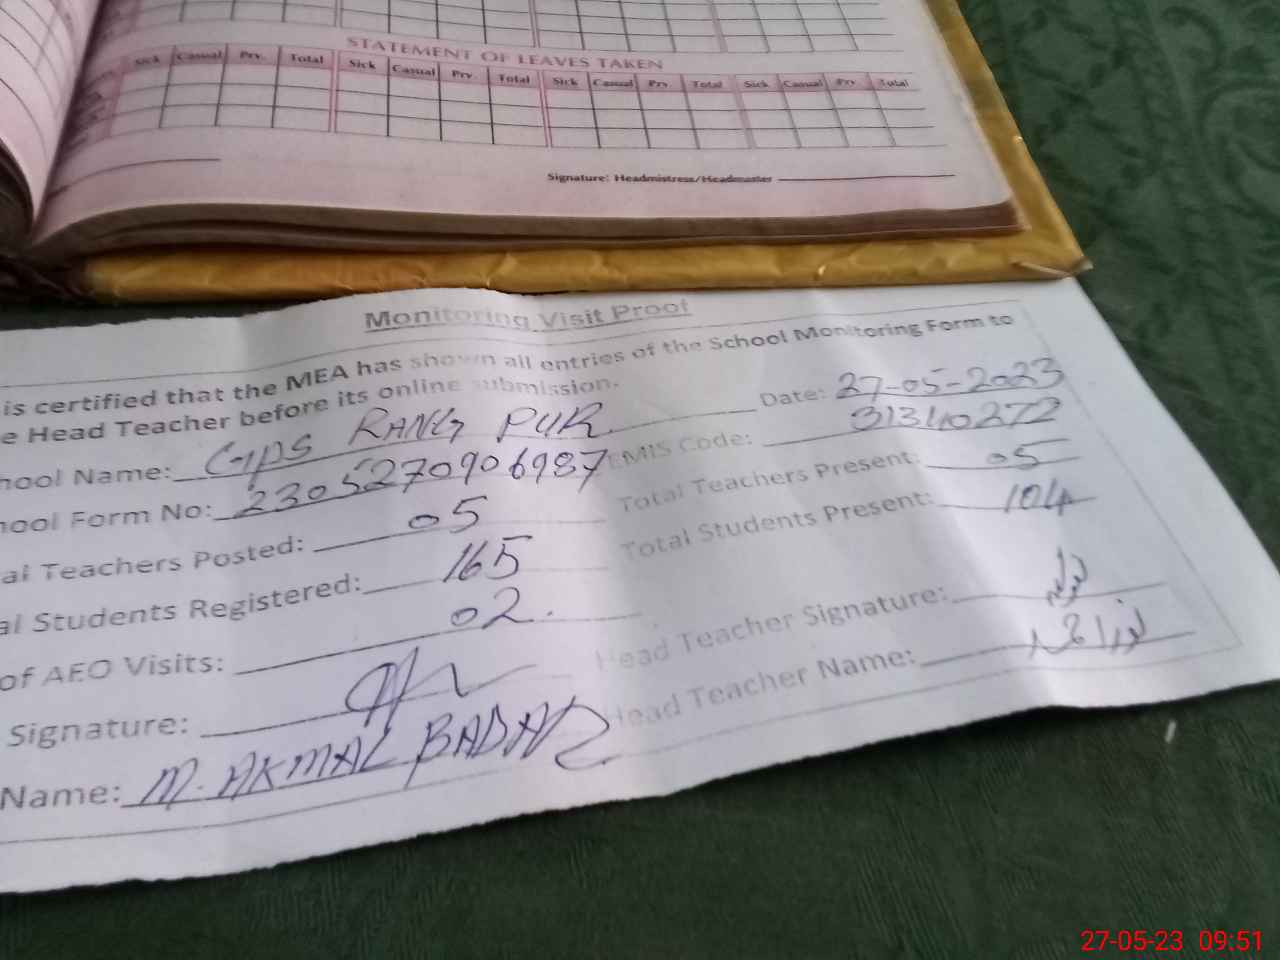 STATEMENT OF LEAVES TAKEN
Sick Casual Prv. Total Sick Casual Prv. Total Sick Casual Prv. Total Sick Casual Prv. Total
Signature: Headmistress/Headmaster
Monitoring Visit Proof
is certified that the MEA has shown all entries of the School Monitoring Form to
e Head Teacher before its online submission.
hool Name: GPS RANG PUR. Date: 27-05-2023
hool Form No: 2305270906987 EMIS Code: 31340272
al Teachers Posted: 05 Total Teachers Present: 05
al Students Registered: 165 Total Students Present: 104
of AEO Visits: 02. Head Teacher Signature:
Signature: Head Teacher Name:
Name: M. AKMAL
27-05-23 09:51